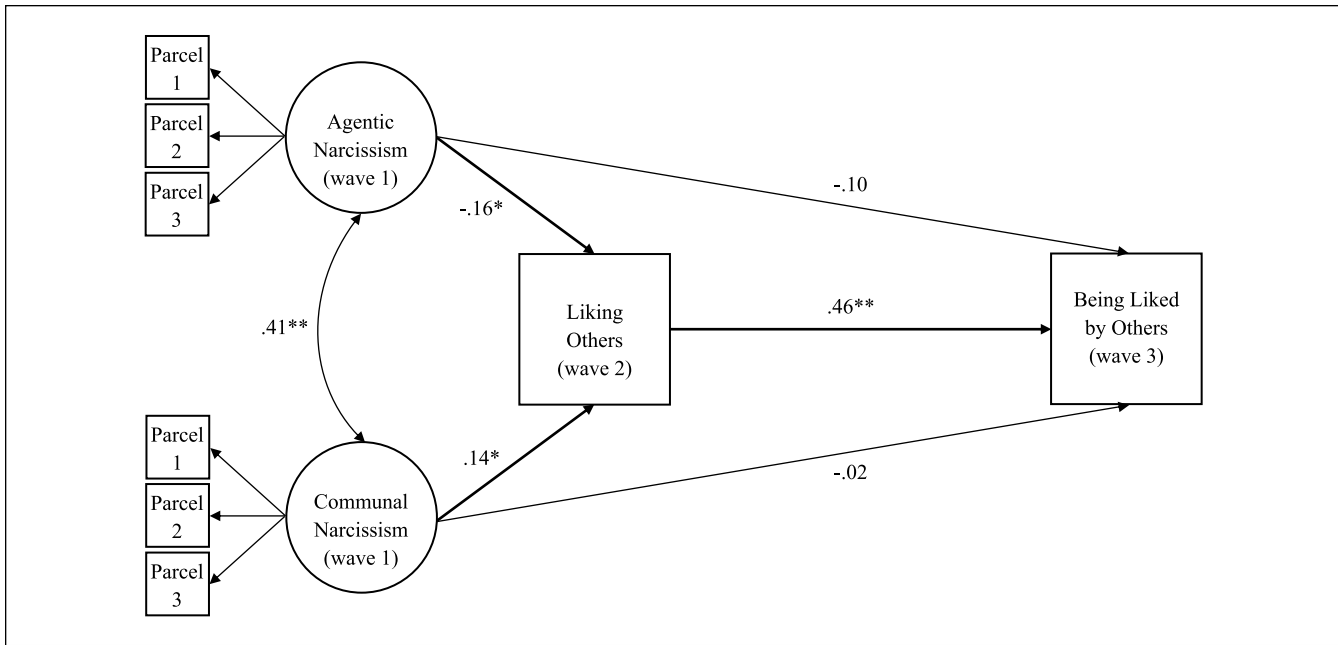 Parcel
1
Parcel
2
Parcel
3
Agentic
Narcissism
(wave 1)
-.10
-.16*
.41**
Liking
Others
(wave 2)
.46**
Being Liked
by Others
(wave 3)
Parcel
1
Parcel
2
Parcel
3
Communal
Narcissism
(wave 1)
.14*
-.02